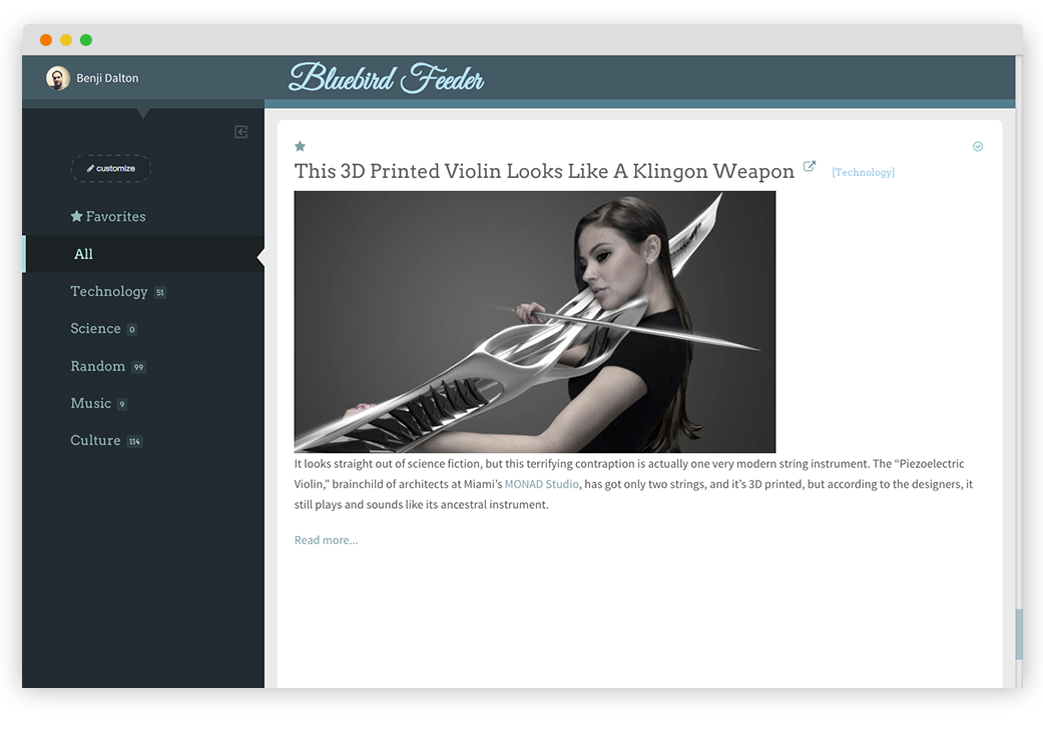 Benji Dalton
Bluebird Feeder
customize
Favorites
All
Technology 51
Science 0
Random 99
Music 9
Culture 114
This 3D Printed Violin Looks Like A Klingon Weapon [Technology]
It looks straight out of science fiction, but this terrifying contraption is actually one very modern string instrument. The “Piezoelectric
Violin,” brainchild of architects at Miami’s MONAD Studio, has got only two strings, and it’s 3D printed, but according to the designers, it
still plays and sounds like its ancestral instrument.
Read more...